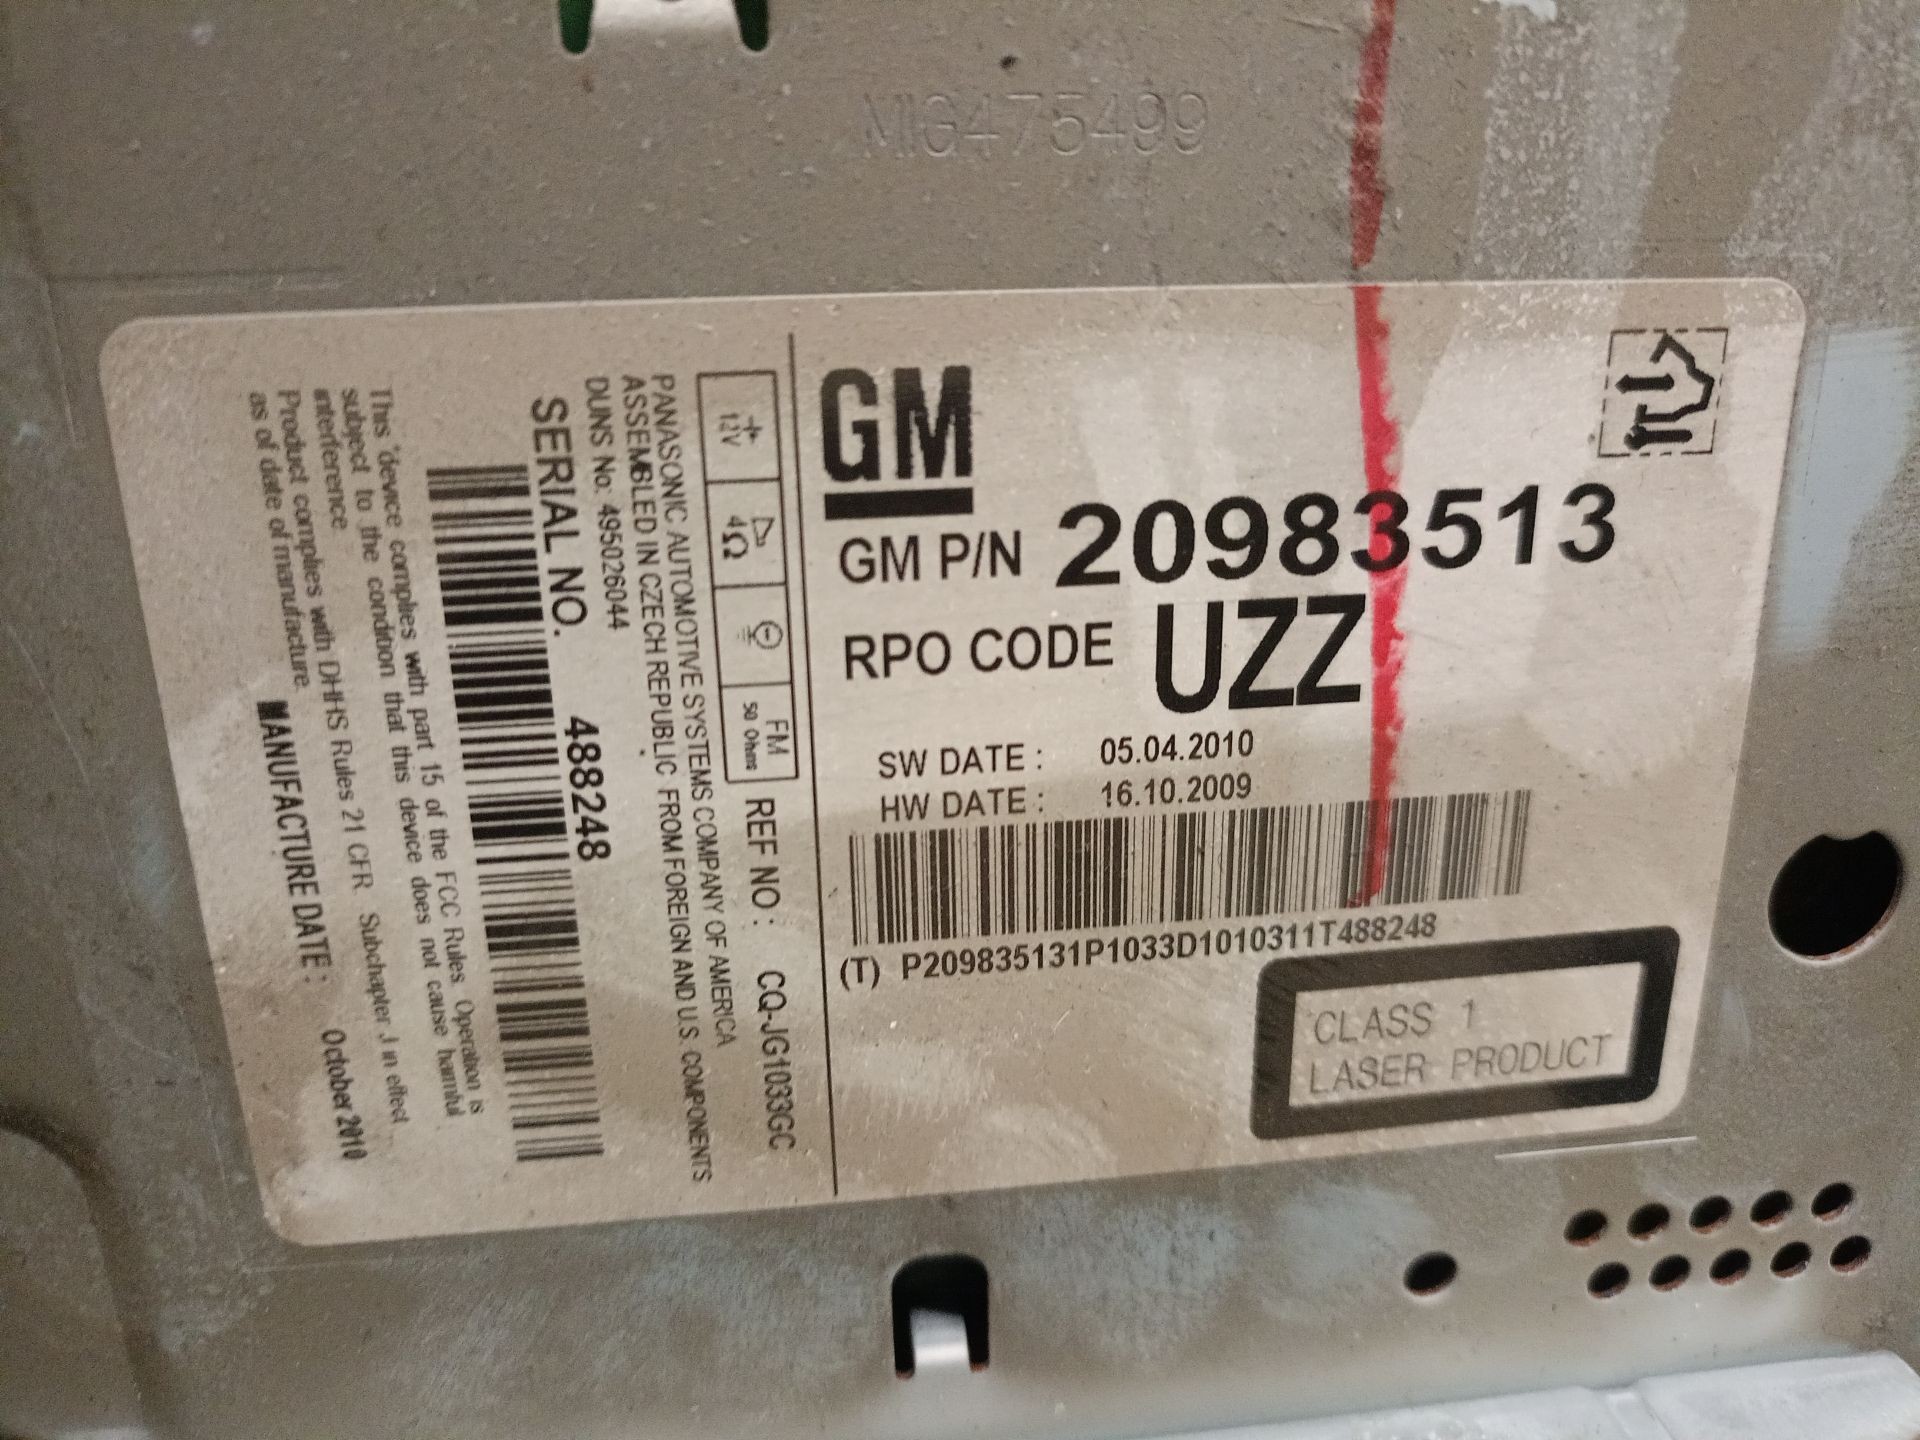 MIG475499
GM
GM P/N 20983513
RPO CODE UZZ
SW DATE : 05.04.2010
HW DATE : 16.10.2009
(T) P209835131P1033D1010311T488248
CLASS 1
LASER PRODUCT
12V
4Ω
FM
50 Ohms
REF NO : CQ-JG1033GC
PANASONIC AUTOMOTIVE SYSTEMS COMPANY OF AMERICA
ASSEMBLED IN CZECH REPUBLIC FROM FOREIGN AND U.S. COMPONENTS
DUNS No: 495026044
SERIAL NO. 488248
This device complies with part 15 of the FCC Rules. Operation is
subject to the condition that this device does not cause harmful
interference.
Product complies with DHHS Rules 21 CFR Subchapter J in effect
as of date of manufacture.
MANUFACTURE DATE : October 2010